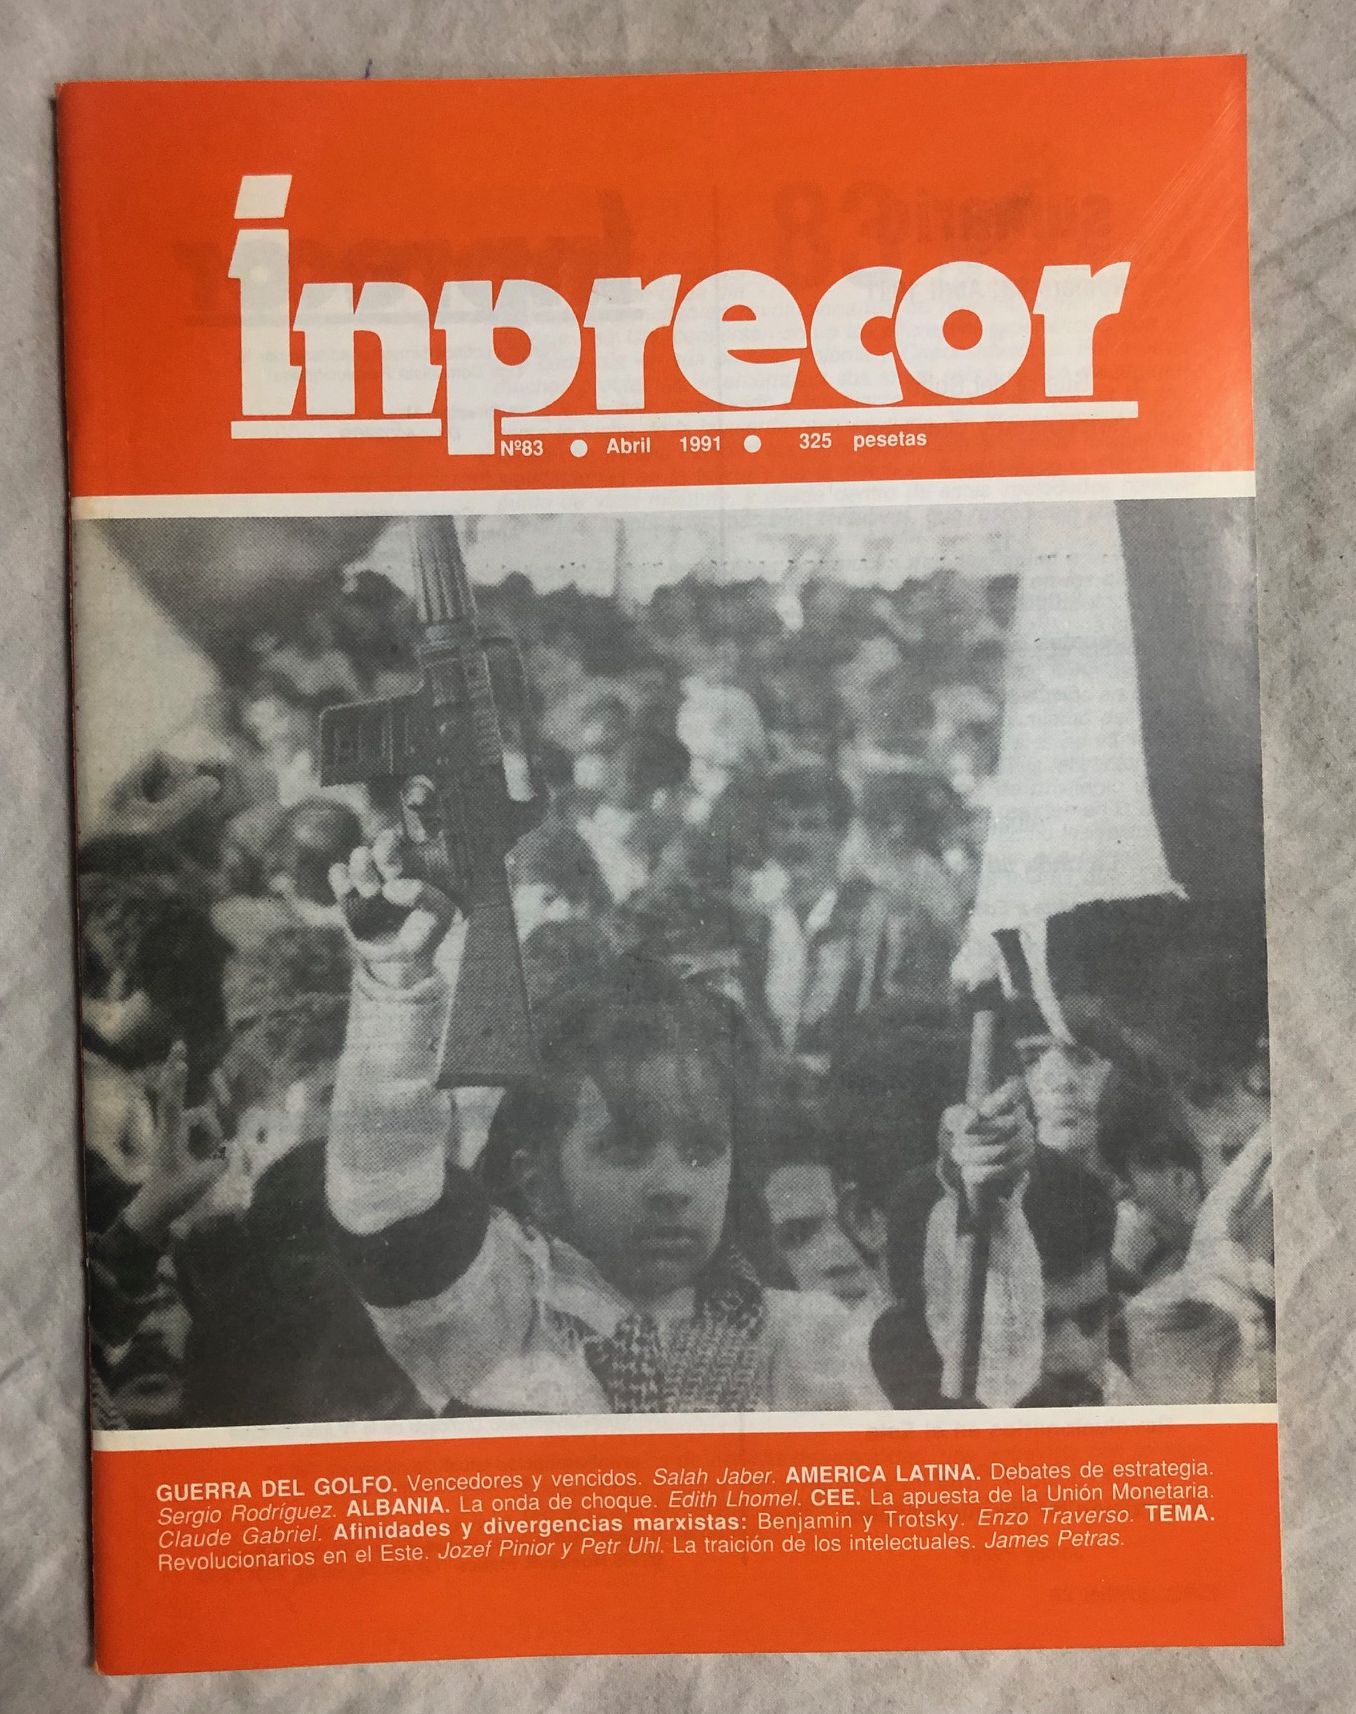 inprecor
Nº83 ● Abril 1991 ● 325 pesetas
GUERRA DEL GOLFO. Vencedores y vencidos. Salah Jaber. AMERICA LATINA. Debates de estrategia.
Sergio Rodríguez. ALBANIA. La onda de choque. Edith Lhomel. CEE. La apuesta de la Unión Monetaria.
Claude Gabriel. Afinidades y divergencias marxistas: Benjamin y Trotsky. Enzo Traverso. TEMA.
Revolucionarios en el Este. Jozef Pinior y Petr Uhl. La traición de los intelectuales. James Petras.